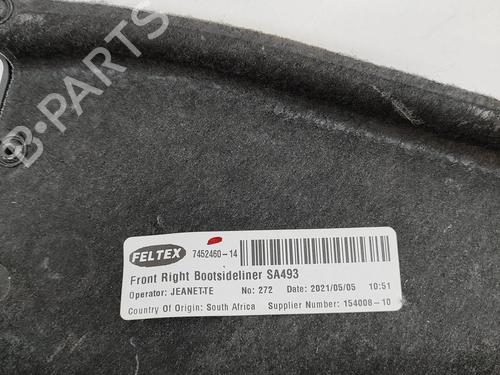 B-PARTS
FELTEX 7452460-14
Front Right Bootsideliner SA493
Operator: JEANETTE No: 272 Date: 2021/05/05 10:51
Country Of Origin: South Africa Supplier Number: 154008-10